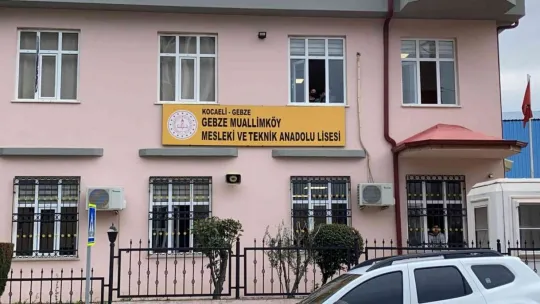 KOCAELİ - GEBZE
GEBZE MUALLİMKÖY
MESLEKİ VE TEKNİK ANADOLU LİSESİ